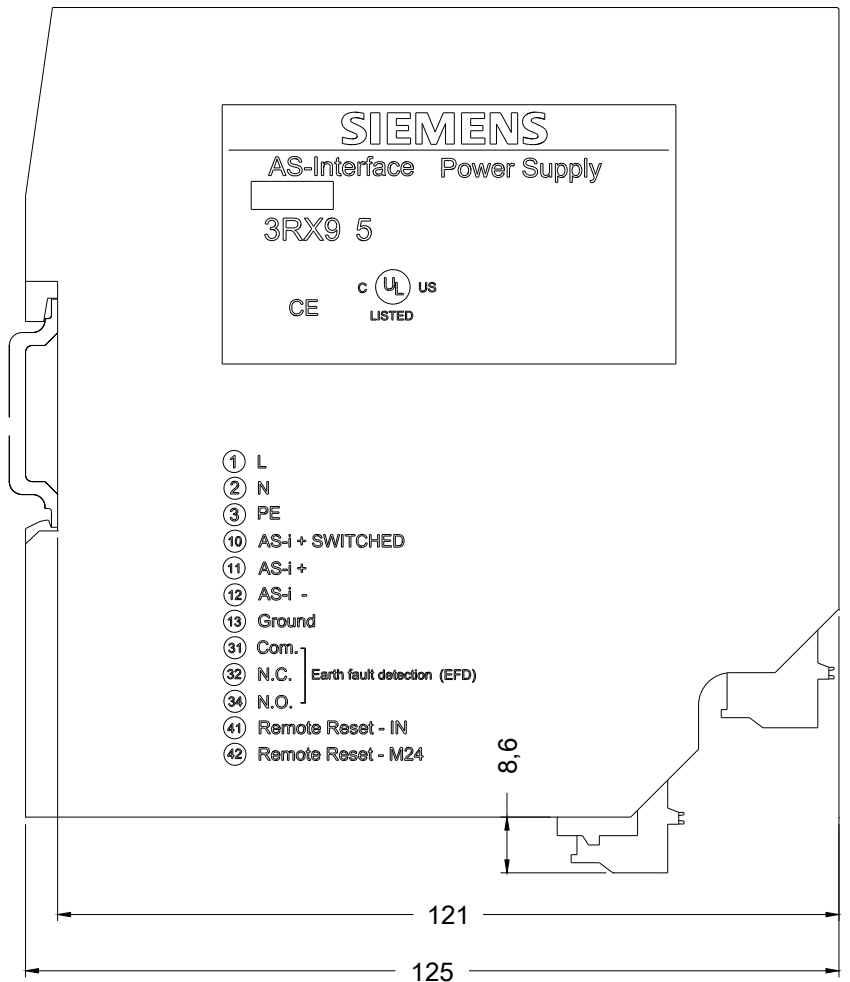 SIEMENS
AS-Interface Power Supply
3RX9 5
C UL US
LISTED
CE
1 L
2 N
3 PE
10 AS-i + SWITCHED
11 AS-i +
12 AS-i -
13 Ground
31 Com.
32 N.C. Earth fault detection (EFD)
34 N.O.
41 Remote Reset - IN
42 Remote Reset - M24
8,6
121
125